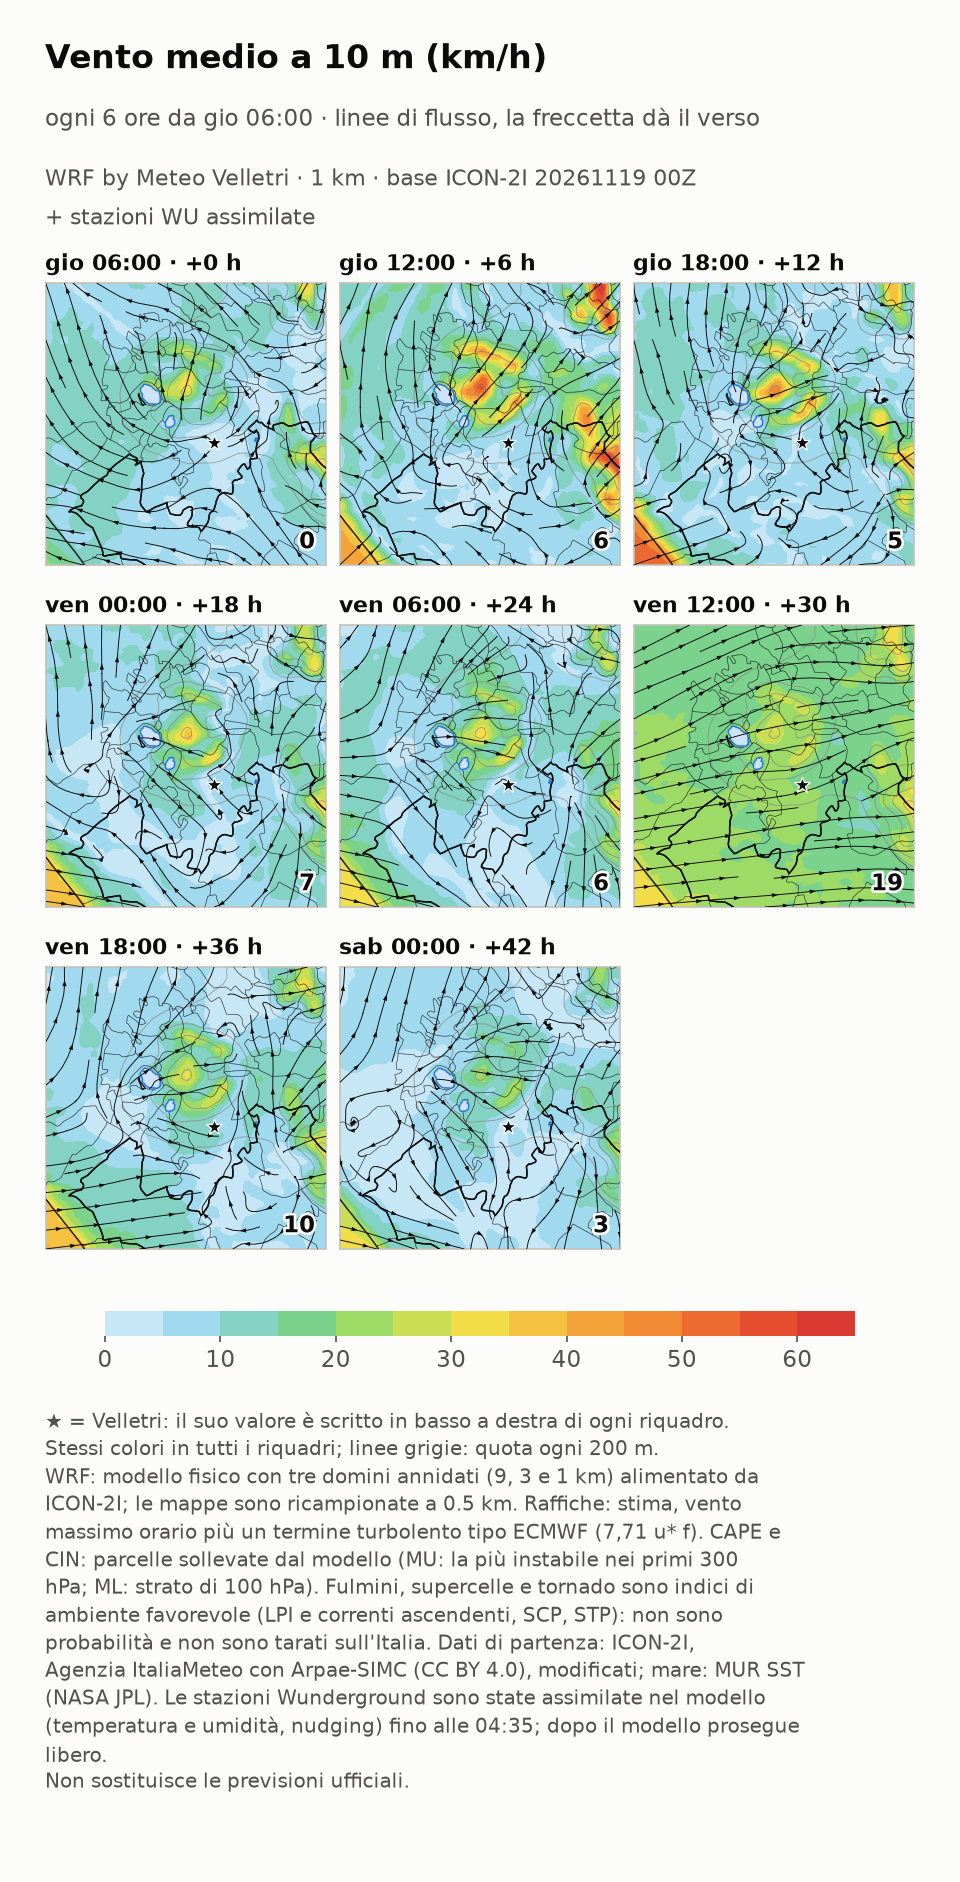 Vento medio a 10 m (km/h)
ogni 6 ore da gio 06:00 · linee di flusso, la freccetta dà il verso
WRF by Meteo Velletri · 1 km · base ICON-2I 20261119 00Z
+ stazioni WU assimilate
gio 06:00 · +0 h
gio 12:00 · +6 h
gio 18:00 · +12 h
0
6
5
ven 00:00 · +18 h
ven 06:00 · +24 h
ven 12:00 · +30 h
7
6
19
ven 18:00 · +36 h
sab 00:00 · +42 h
10
3
0 10 20 30 40 50 60
★ = Velletri: il suo valore è scritto in basso a destra di ogni riquadro.
Stessi colori in tutti i riquadri; linee grigie: quota ogni 200 m.
WRF: modello fisico con tre domini annidati (9, 3 e 1 km) alimentato da
ICON-2I; le mappe sono ricampionate a 0.5 km. Raffiche: stima, vento
massimo orario più un termine turbolento tipo ECMWF (7,71 u* f). CAPE e
CIN: parcelle sollevate dal modello (MU: la più instabile nei primi 300
hPa; ML: strato di 100 hPa). Fulmini, supercelle e tornado sono indici di
ambiente favorevole (LPI e correnti ascendenti, SCP, STP): non sono
probabilità e non sono tarati sull'Italia. Dati di partenza: ICON-2I,
Agenzia ItaliaMeteo con Arpae-SIMC (CC BY 4.0), modificati; mare: MUR SST
(NASA JPL). Le stazioni Wunderground sono state assimilate nel modello
(temperatura e umidità, nudging) fino alle 04:35; dopo il modello prosegue
libero.
Non sostituisce le previsioni ufficiali.